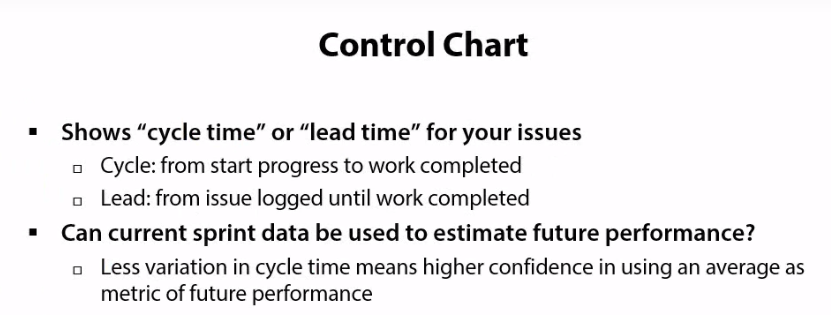 Control Chart
▪ Shows “cycle time” or “lead time” for your issues
▫ Cycle: from start progress to work completed
▫ Lead: from issue logged until work completed
▪ Can current sprint data be used to estimate future performance?
▫ Less variation in cycle time means higher confidence in using an average as
metric of future performance